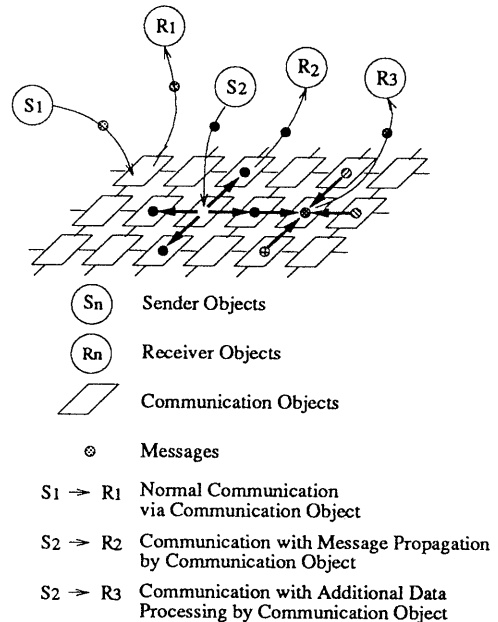 R1
S1
S2
R2
R3
Sn Sender Objects
Rn Receiver Objects
Communication Objects
Messages
S1 → R1 Normal Communication
via Communication Object
S2 → R2 Communication with Message Propagation
by Communication Object
S2 → R3 Communication with Additional Data
Processing by Communication Object